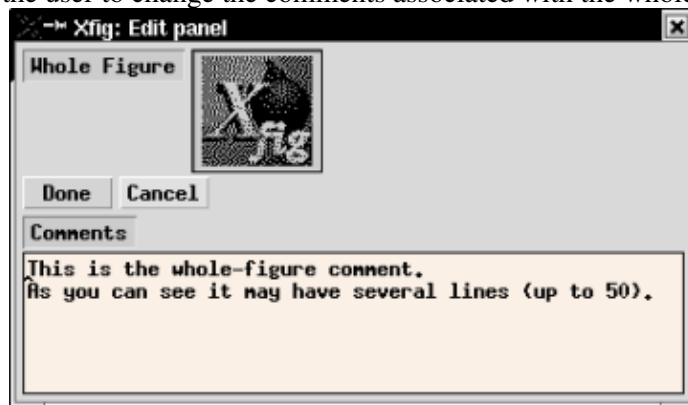 the user to change the comments associated with the whole
Xfig: Edit panel
Whole Figure
Xfig
Done Cancel
Comments
This is the whole-figure comment.
As you can see it may have several lines (up to 50).